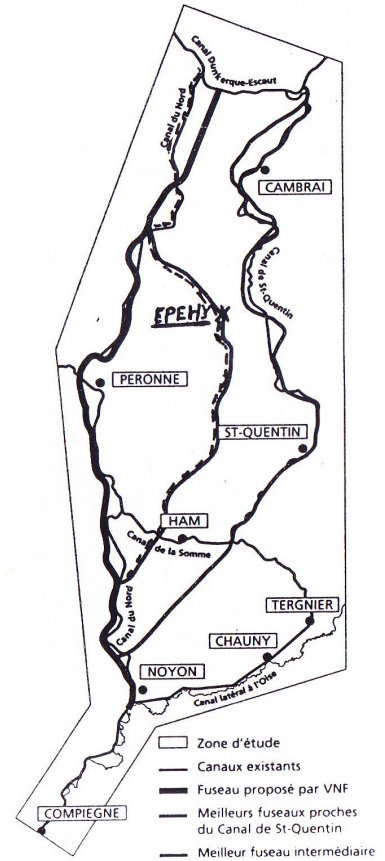 Canal Dunkerque-Escaut
Canal du Nord
CAMBRAI
Canal de St-Quentin
EPEHY
PERONNE
ST-QUENTIN
HAM
Canal de la Somme
Canal du Nord
TERGNIER
CHAUNY
NOYON
Canal latéral à l'Oise
COMPIEGNE
Zone d'étude
Canaux existants
Fuseau proposé par VNF
Meilleurs fuseaux proches
du Canal de St-Quentin
Meilleur fuseau intermédiaire